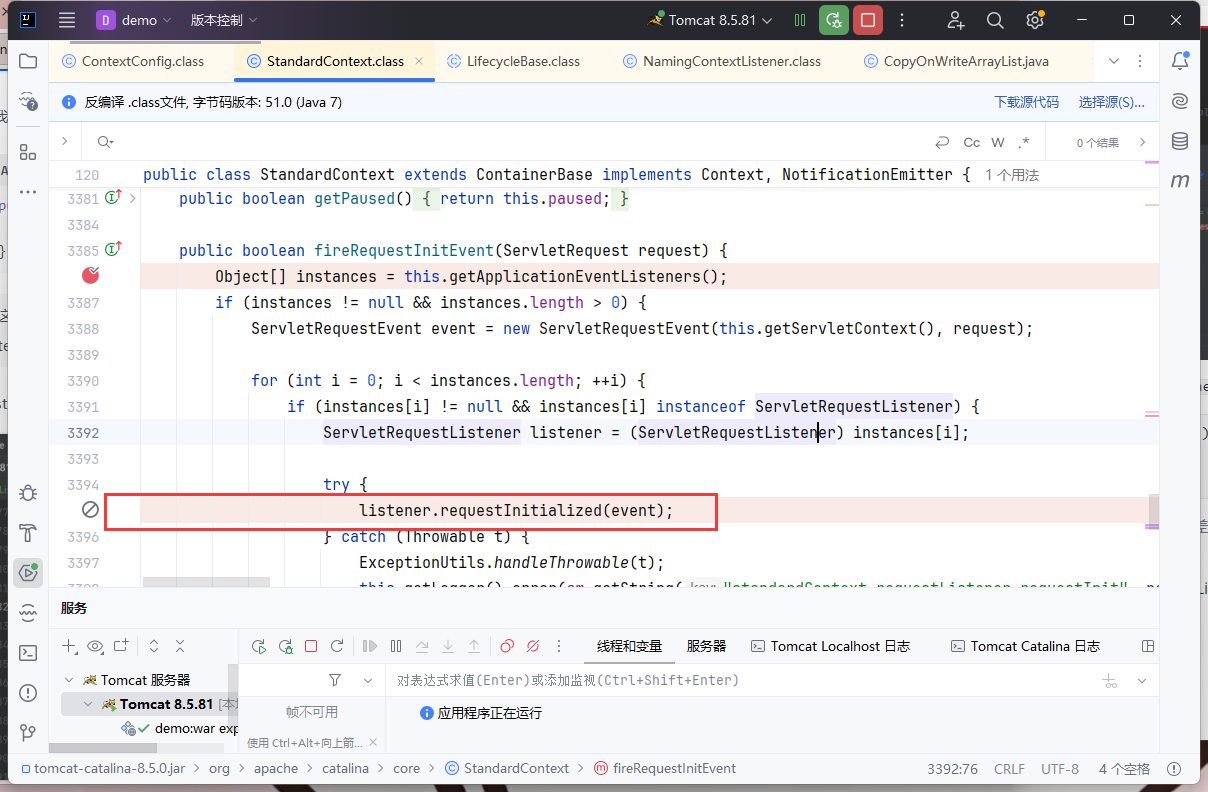 D demo 版本控制 Tomcat 8.5.81
ContextConfig.class StandardContext.class LifecycleBase.class NamingContextListener.class CopyOnWriteArrayList.java
反编译 .class文件, 字节码版本: 51.0 (Java 7) 下载源代码 选择源(S)...
Cc W .* 0 个结果
120 public class StandardContext extends ContainerBase implements Context, NotificationEmitter { 1 个用法
3381 public boolean getPaused() { return this.paused; }
3384
3385 public boolean fireRequestInitEvent(ServletRequest request) {
Object[] instances = this.getApplicationEventListeners();
3387 if (instances != null && instances.length > 0) {
3388 ServletRequestEvent event = new ServletRequestEvent(this.getServletContext(), request);
3389
3390 for (int i = 0; i < instances.length; ++i) {
3391 if (instances[i] != null && instances[i] instanceof ServletRequestListener) {
3392 ServletRequestListener listener = (ServletRequestListener) instances[i];
3393
3394 try {
listener.requestInitialized(event);
3396 } catch (Throwable t) {
3397 ExceptionUtils.handleThrowable(t);
服务
线程和变量 服务器 Tomcat Localhost 日志 Tomcat Catalina 日志
Tomcat 服务器 对表达式求值(Enter)或添加监视(Ctrl+Shift+Enter)
Tomcat 8.5.81 [本 帧不可用 应用程序正在运行
demo:war exp
使用 Ctrl+Alt+向上箭...
tomcat-catalina-8.5.0.jar > org > apache > catalina > core > StandardContext > fireRequestInitEvent 3392:76 CRLF UTF-8 4 个空格